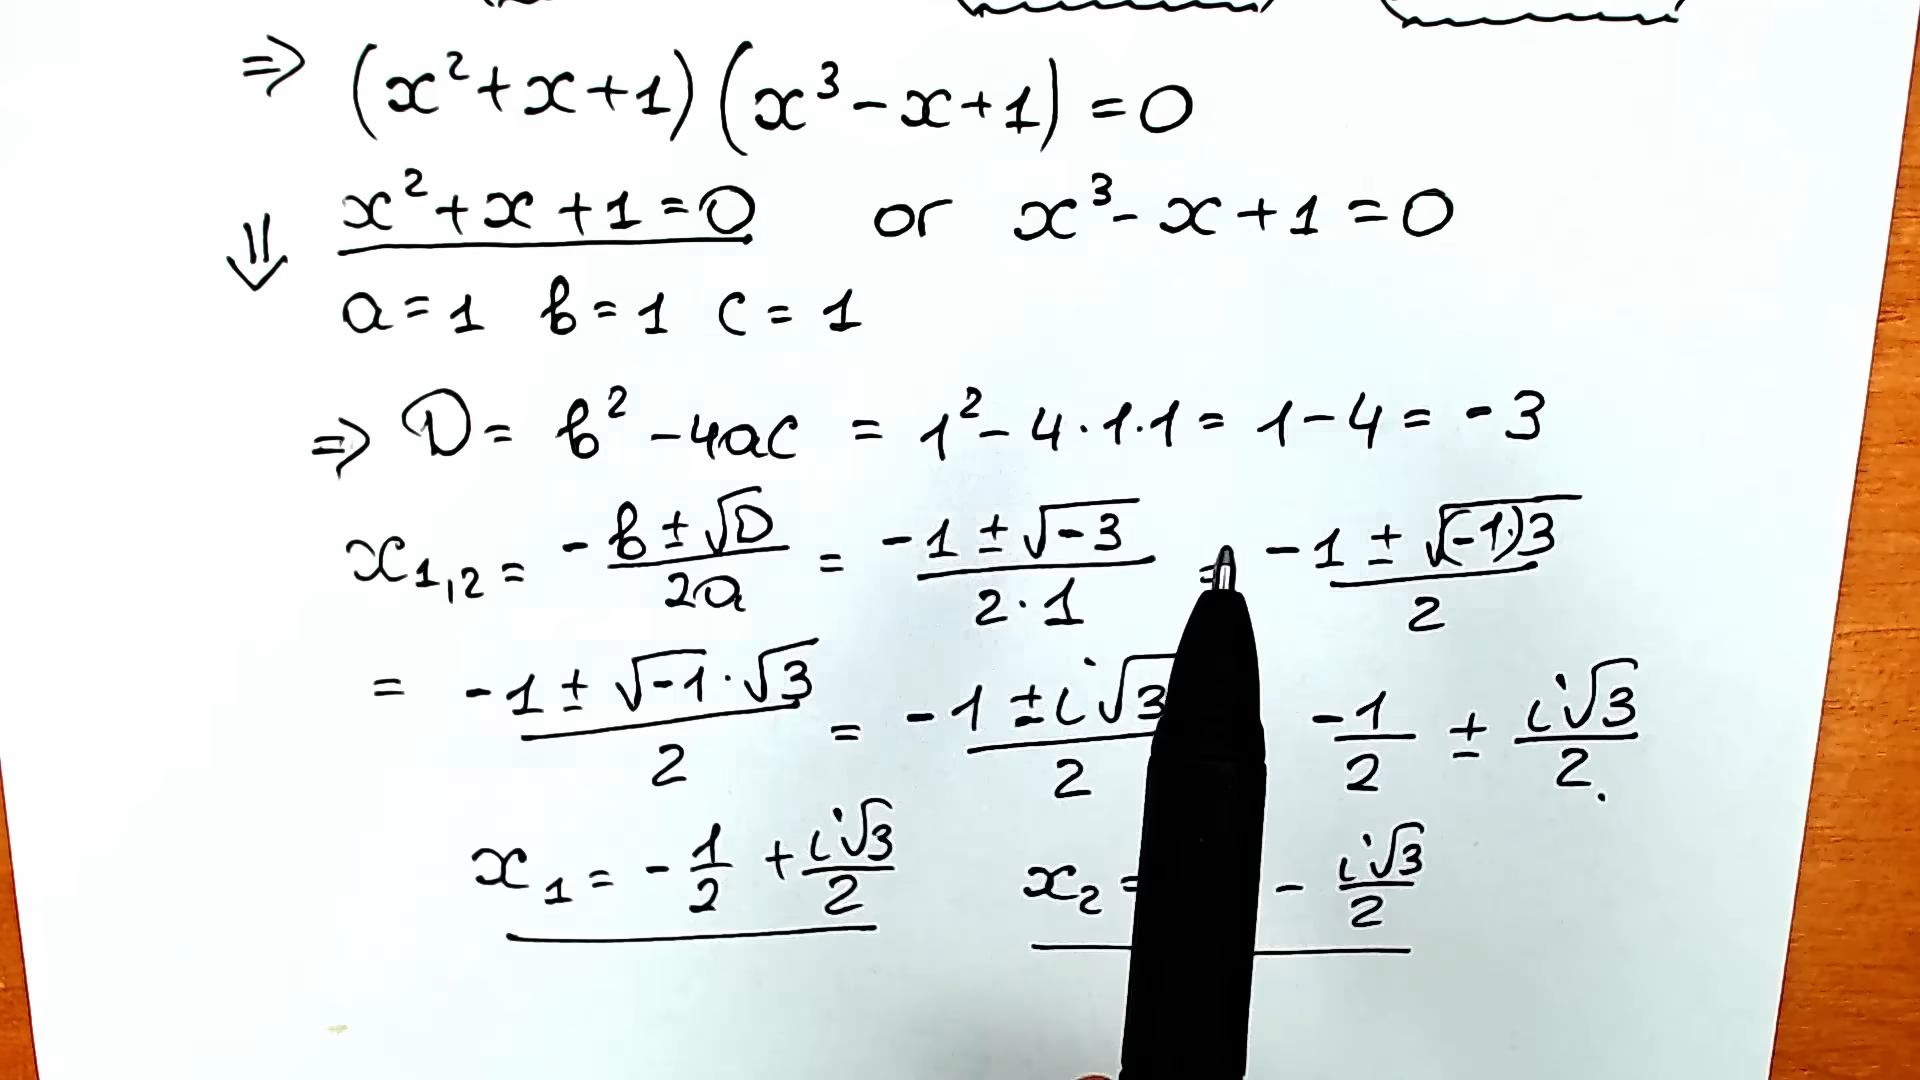 ⇒ (x²+x+1)(x³-x+1)=0
⇓ x²+x+1=0 or x³-x+1=0
a=1 b=1 c=1
⇒ D= b²-4ac = 1²-4·1·1= 1-4= -3
x₁,₂= (-b±√D)/(2a) = (-1±√(-3))/(2·1) = (-1±√((-1)·3))/2
= (-1±√(-1)·√3)/2 = (-1±i√3)/2 -1/2 ± i√3/2.
x₁= -1/2 + i√3/2 x₂= - i√3/2